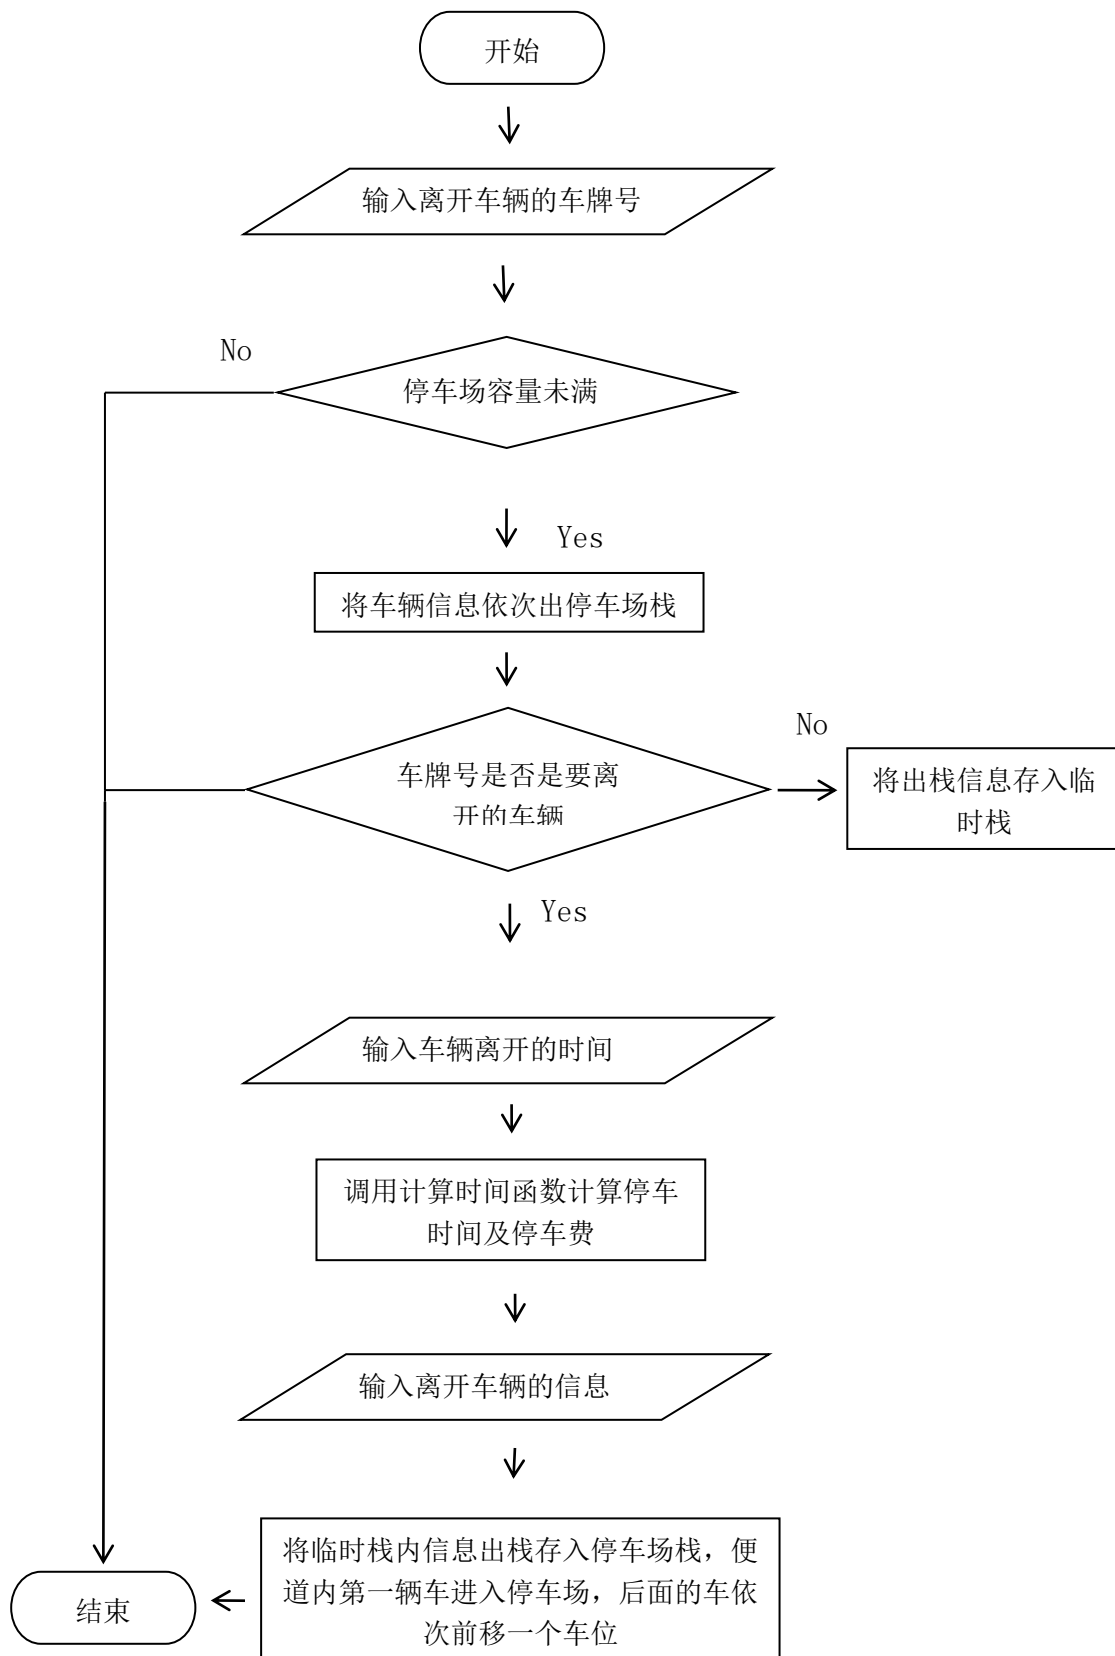 开始
输入离开车辆的车牌号
No
停车场容量未满
Yes
将车辆信息依次出停车场栈
No
车牌号是否是要离
开的车辆
将出栈信息存入临
时栈
Yes
输入车辆离开的时间
调用计算时间函数计算停车
时间及停车费
输入离开车辆的信息
将临时栈内信息出栈存入停车场栈，便
道内第一辆车进入停车场，后面的车依
次前移一个车位
结束